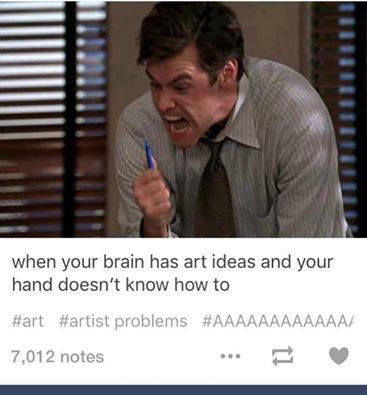 when your brain has art ideas and your
hand doesn't know how to
#art #artist problems #AAAAAAAAAAAAA
7,012 notes